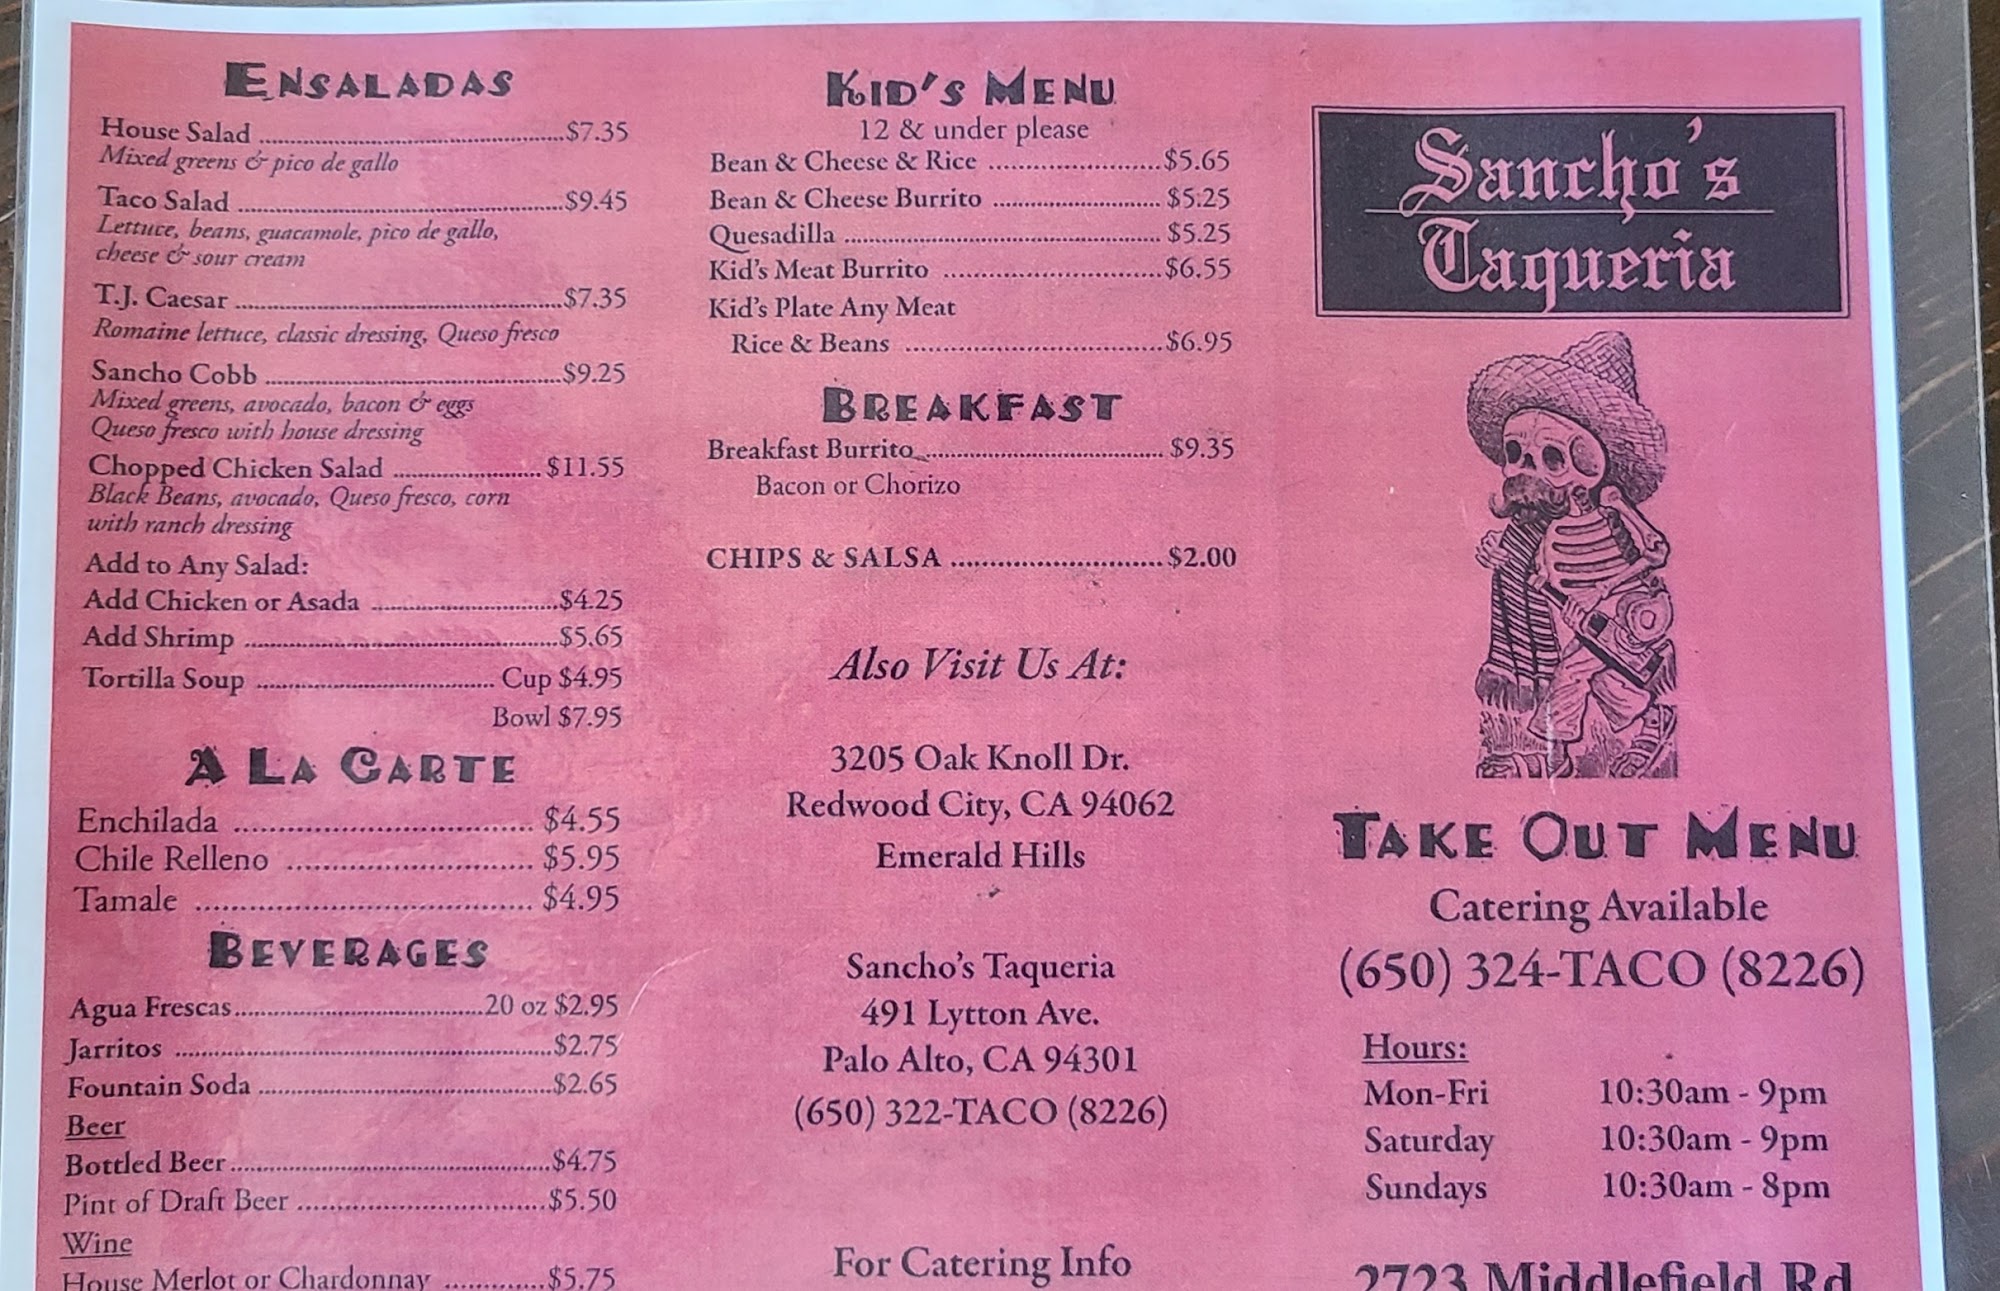 ENSALADAS
House Salad ........ $7.35
Mixed greens & pico de gallo
Taco Salad ........ $9.45
Lettuce, beans, guacamole, pico de gallo,
cheese & sour cream
T.J. Caesar ........ $7.35
Romaine lettuce, classic dressing, Queso fresco
Sancho Cobb ........ $9.25
Mixed greens, avocado, bacon & eggs
Queso fresco with house dressing
Chopped Chicken Salad ........ $11.55
Black Beans, avocado, Queso fresco, corn
with ranch dressing
Add to Any Salad:
Add Chicken or Asada ........ $4.25
Add Shrimp ........ $5.65
Tortilla Soup ........ Cup $4.95
Bowl $7.95
A LA CARTE
Enchilada ........ $4.55
Chile Relleno ........ $5.95
Tamale ........ $4.95
BEVERAGES
Agua Frescas ........ 20 oz $2.95
Jarritos ........ $2.75
Fountain Soda ........ $2.65
Beer
Bottled Beer ........ $4.75
Pint of Draft Beer ........ $5.50
Wine
House Merlot or Chardonnay ........ $5.75
KID'S MENU
12 & under please
Bean & Cheese & Rice ........ $5.65
Bean & Cheese Burrito ........ $5.25
Quesadilla ........ $5.25
Kid's Meat Burrito ........ $6.55
Kid's Plate Any Meat
Rice & Beans ........ $6.95
BREAKFAST
Breakfast Burrito ........ $9.35
Bacon or Chorizo
CHIPS & SALSA ........ $2.00
Also Visit Us At:
3205 Oak Knoll Dr.
Redwood City, CA 94062
Emerald Hills
Sancho's Taqueria
491 Lytton Ave.
Palo Alto, CA 94301
(650) 322-TACO (8226)
For Catering Info
Sancho's
Taqueria
TAKE OUT MENU
Catering Available
(650) 324-TACO (8226)
Hours:
Mon-Fri 10:30am - 9pm
Saturday 10:30am - 9pm
Sundays 10:30am - 8pm
2723 Middlefield Rd